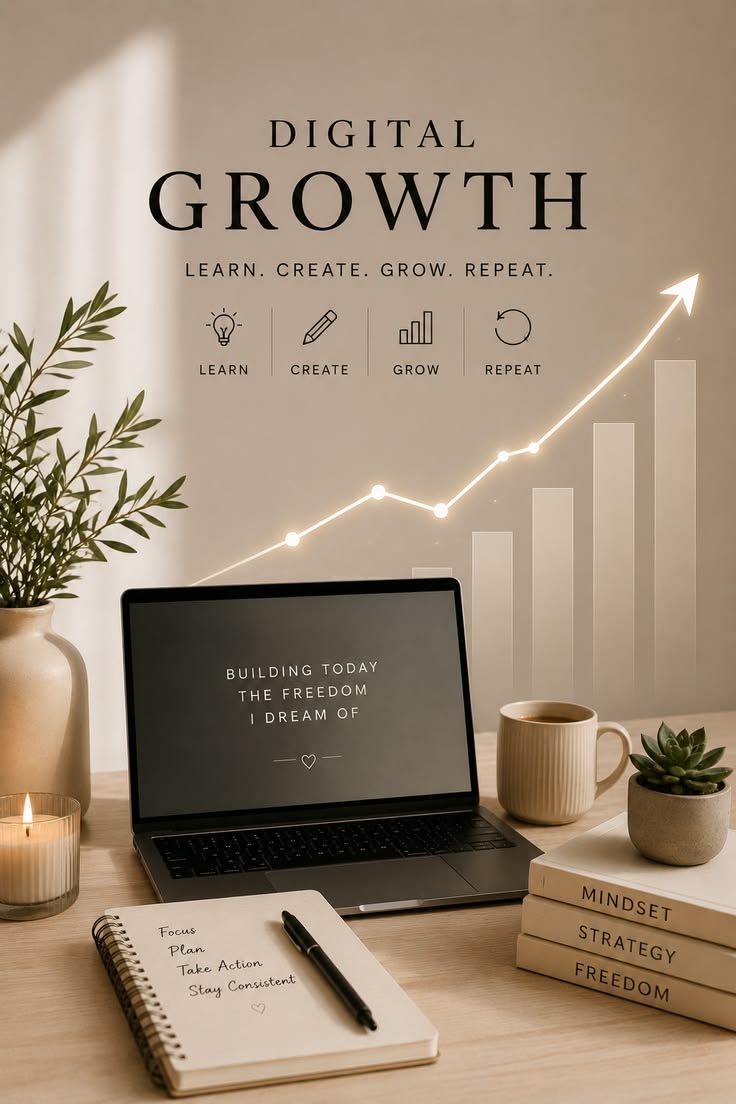 DIGITAL
GROWTH
LEARN. CREATE. GROW. REPEAT.
LEARN
CREATE
GROW
REPEAT
BUILDING TODAY
THE FREEDOM
I DREAM OF
Focus
Plan
Take Action
Stay Consistent
MINDSET
STRATEGY
FREEDOM